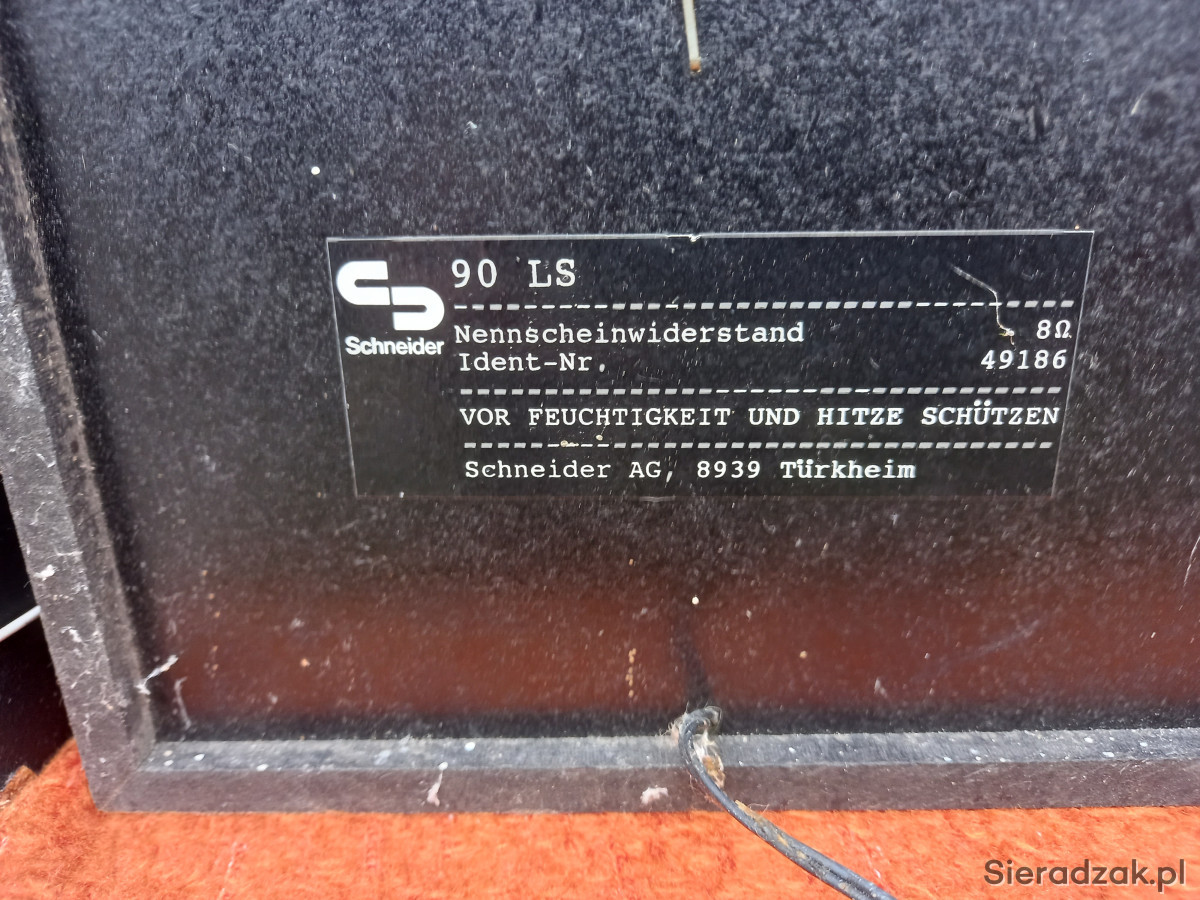 90 LS
Schneider
Nennscheinwiderstand 8Ω
Ident-Nr. 49186
VOR FEUCHTIGKEIT UND HITZE SCHÜTZEN
Schneider AG, 8939 Türkheim
Sieradzak.pl